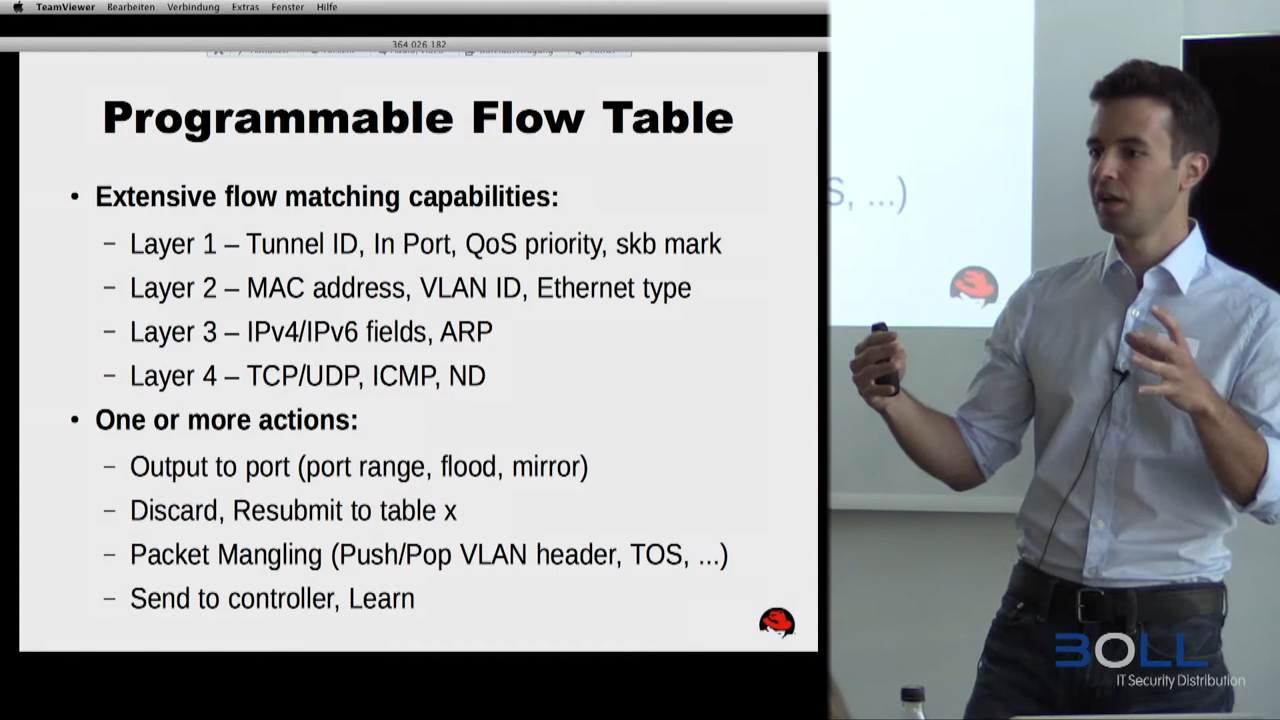 TeamViewer Bearbeiten Verbindung Extras Fenster Hilfe
364 026 182
Programmable Flow Table
• Extensive flow matching capabilities:
– Layer 1 – Tunnel ID, In Port, QoS priority, skb mark
– Layer 2 – MAC address, VLAN ID, Ethernet type
– Layer 3 – IPv4/IPv6 fields, ARP
– Layer 4 – TCP/UDP, ICMP, ND
• One or more actions:
– Output to port (port range, flood, mirror)
– Discard, Resubmit to table x
– Packet Mangling (Push/Pop VLAN header, TOS, ...)
– Send to controller, Learn
S, ...)
BOLL
IT Security Distribution